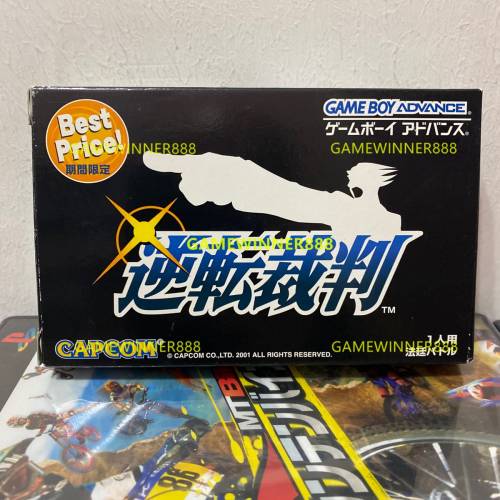 Best
Price!
期間限定
GAME BOY ADVANCE
ゲームボーイ アドバンス
GAMEWINNER888
GAMEWINNER888
GAMEWINNER888
逆転裁判
TM
GAMEWINNER888
GAMEWINNER888
CAPCOM®
© CAPCOM CO., LTD. 2001 ALL RIGHTS RESERVED.
1人用
法廷バトル
MTB